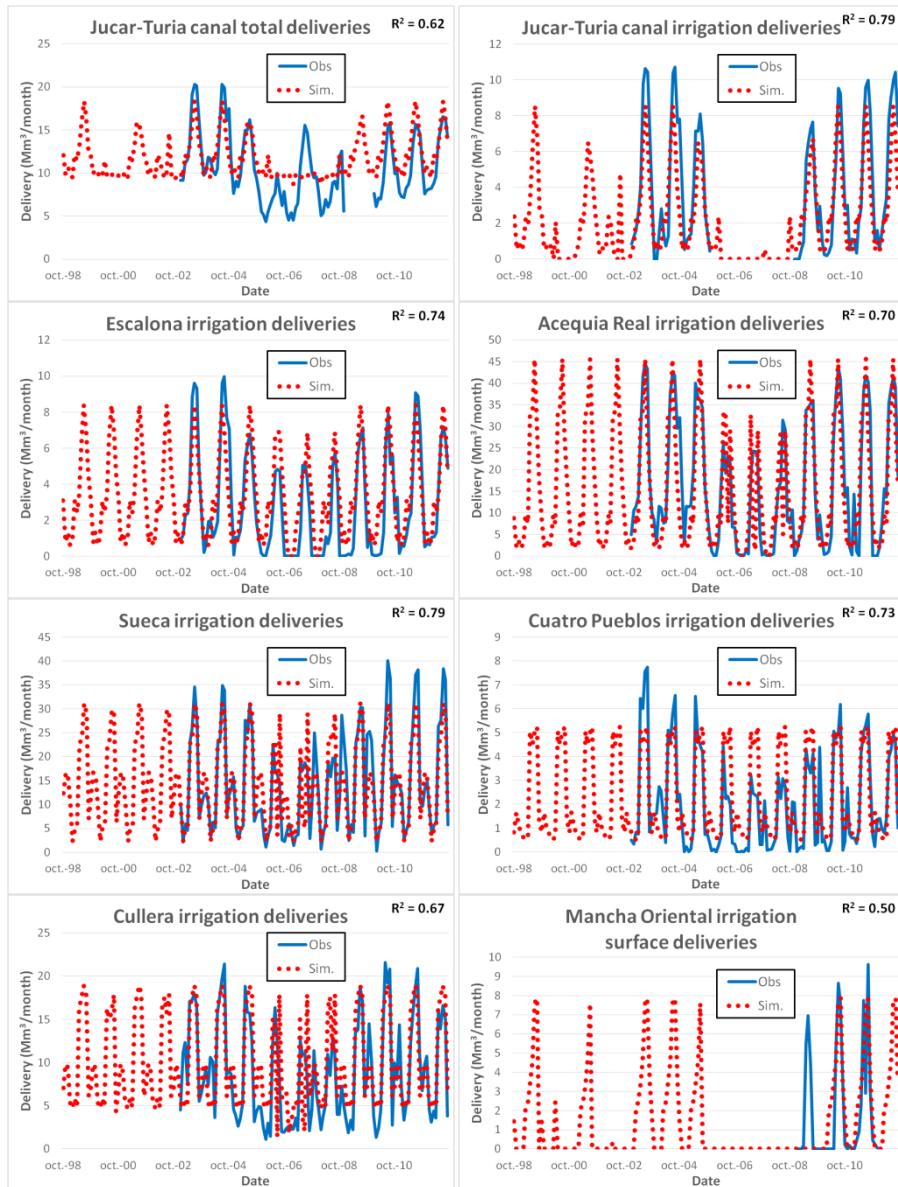 Jucar-Turia canal total deliveries
R² = 0.62
Obs
Sim.
Delivery (Mm³/month)
25
20
15
10
5
0
oct.-98 oct.-00 oct.-02 oct.-04 oct.-06 oct.-08 oct.-10
Date
Jucar-Turia canal irrigation deliveries
R² = 0.79
Obs
Sim.
Delivery (Mm³/month)
12
10
8
6
4
2
0
oct.-98 oct.-00 oct.-02 oct.-04 oct.-06 oct.-08 oct.-10
Date
Escalona irrigation deliveries
R² = 0.74
Obs
Sim.
Delivery (Mm³/month)
12
10
8
6
4
2
0
oct.-98 oct.-00 oct.-02 oct.-04 oct.-06 oct.-08 oct.-10
Date
Acequia Real irrigation deliveries
R² = 0.70
Obs
Sim.
Delivery (Mm³/month)
50
45
40
35
30
25
20
15
10
5
0
oct.-98 oct.-00 oct.-02 oct.-04 oct.-06 oct.-08 oct.-10
Date
Sueca irrigation deliveries
R² = 0.79
Obs
Sim.
Delivery (Mm³/month)
45
40
35
30
25
20
15
10
5
0
oct.-98 oct.-00 oct.-02 oct.-04 oct.-06 oct.-08 oct.-10
Date
Cuatro Pueblos irrigation deliveries
R² = 0.73
Obs
Sim.
Delivery (Mm³/month)
9
8
7
6
5
4
3
2
1
0
oct.-98 oct.-00 oct.-02 oct.-04 oct.-06 oct.-08 oct.-10
Date
Cullera irrigation deliveries
R² = 0.67
Obs
Sim.
Delivery (Mm³/month)
25
20
15
10
5
0
oct.-98 oct.-00 oct.-02 oct.-04 oct.-06 oct.-08 oct.-10
Date
Mancha Oriental irrigation
surface deliveries
R² = 0.50
Obs
Sim.
Delivery (Mm³/month)
10
9
8
7
6
5
4
3
2
1
0
oct.-98 oct.-00 oct.-02 oct.-04 oct.-06 oct.-08 oct.-10
Date